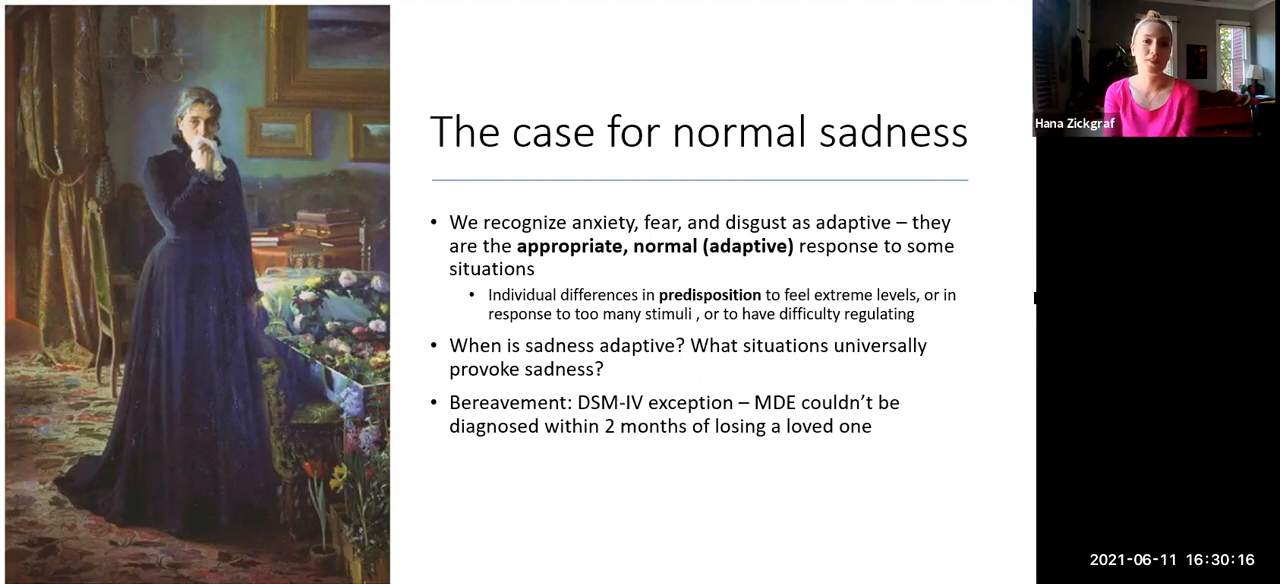 The case for normal sadness
• We recognize anxiety, fear, and disgust as adaptive – they
are the appropriate, normal (adaptive) response to some
situations
• Individual differences in predisposition to feel extreme levels, or in
response to too many stimuli , or to have difficulty regulating
• When is sadness adaptive? What situations universally
provoke sadness?
• Bereavement: DSM-IV exception – MDE couldn’t be
diagnosed within 2 months of losing a loved one
Hana Zickgraf
2021-06-11 16:30:16